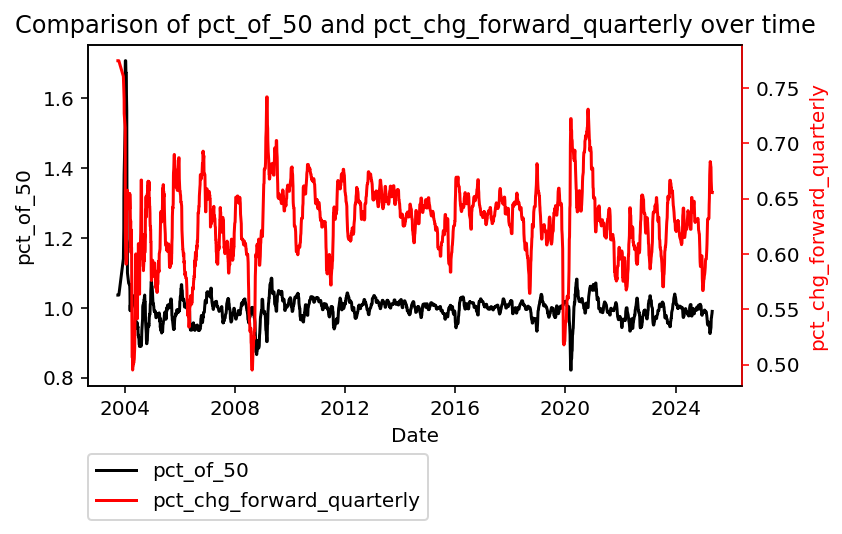 Comparison of pct_of_50 and pct_chg_forward_quarterly over time
pct_of_50
1.6
1.4
1.2
1.0
0.8
2004
2008
2012
2016
2020
2024
Date
0.75
0.70
0.65
0.60
0.55
0.50
pct_chg_forward_quarterly
pct_of_50
pct_chg_forward_quarterly